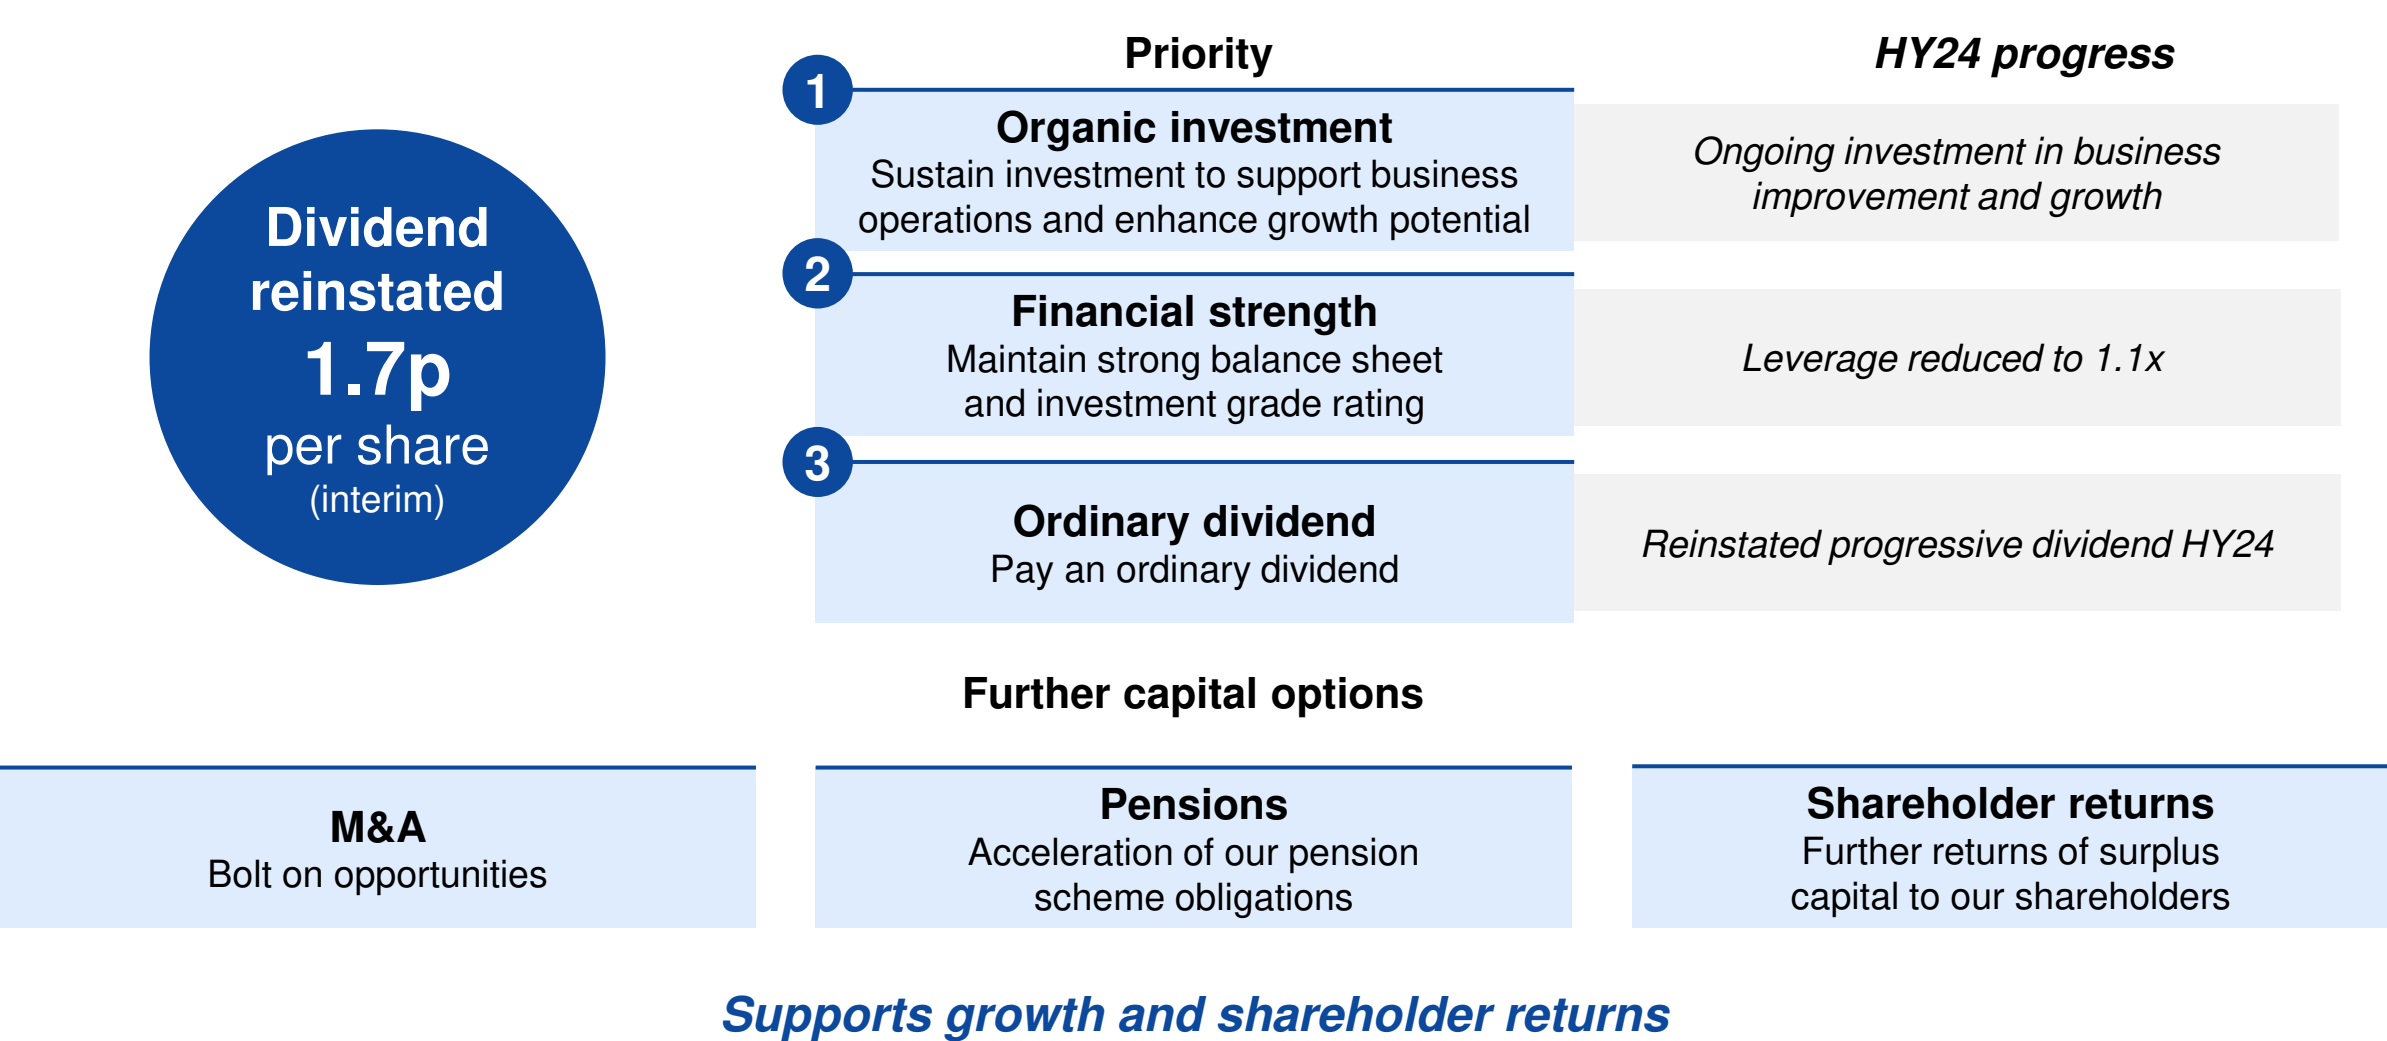 Dividend
reinstated
1.7p
per share
(interim)
Priority
HY24 progress
1
Organic investment
Sustain investment to support business
operations and enhance growth potential
Ongoing investment in business
improvement and growth
2
Financial strength
Maintain strong balance sheet
and investment grade rating
Leverage reduced to 1.1x
3
Ordinary dividend
Pay an ordinary dividend
Reinstated progressive dividend HY24
Further capital options
M&A
Bolt on opportunities
Pensions
Acceleration of our pension
scheme obligations
Shareholder returns
Further returns of surplus
capital to our shareholders
Supports growth and shareholder returns